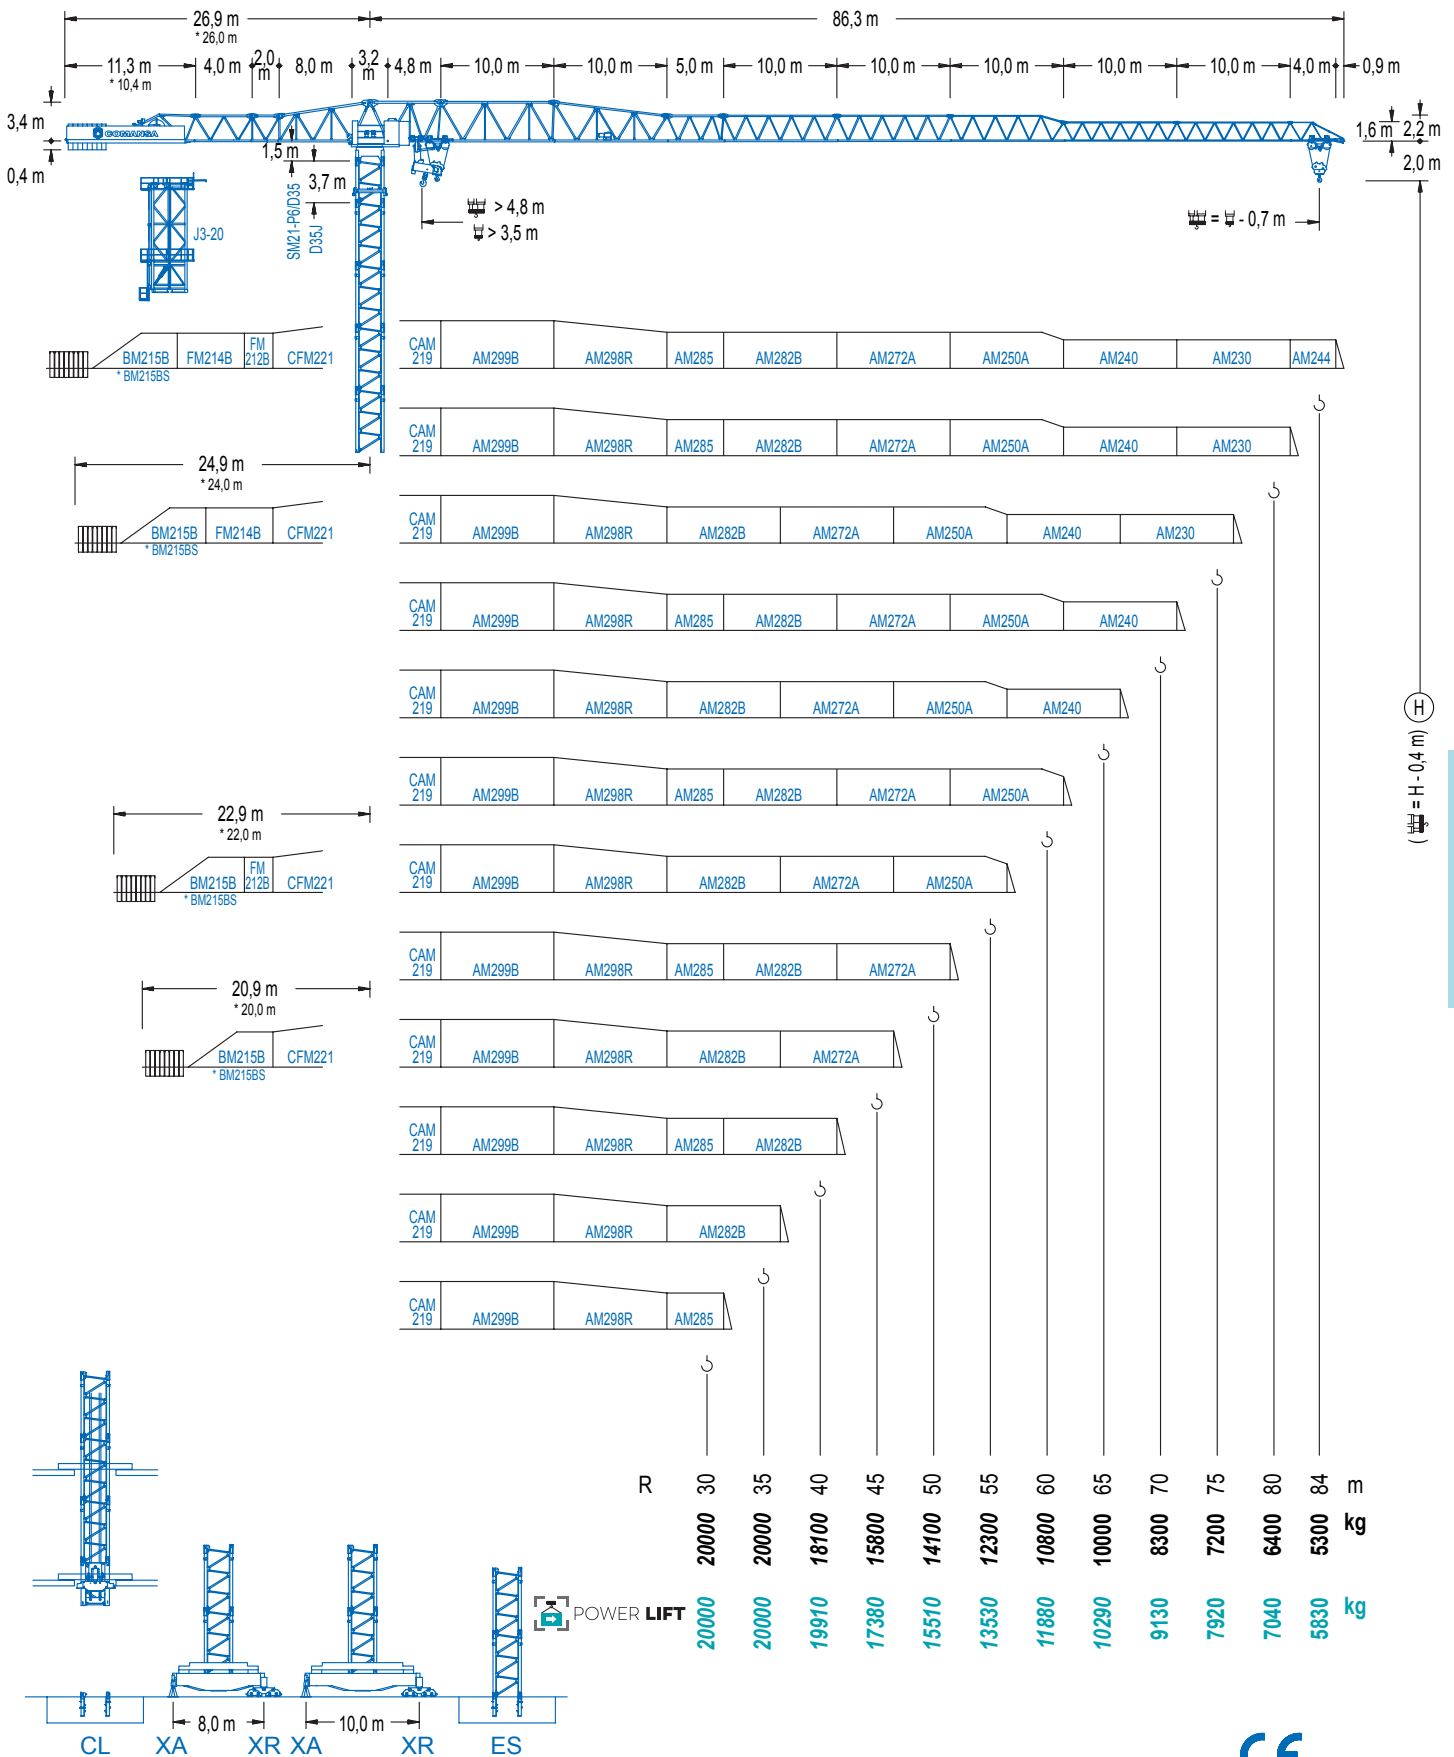 26,9 m
* 26,0 m
86,3 m
11,3 m
* 10,4 m
4,0 m
2,0 m
8,0 m
3,2 m
4,8 m
10,0 m
10,0 m
5,0 m
10,0 m
10,0 m
10,0 m
10,0 m
10,0 m
4,0 m
0,9 m
3,4 m
COMANSA
0,4 m
1,5 m
3,7 m
1,6 m
2,2 m
2,0 m
J3-20
SM21-P6/D35
D35J
> 4,8 m
> 3,5 m
= - 0,7 m
BM215B FM214B FM 212B CFM221
* BM215BS
CAM 219 AM299B AM298R AM285 AM282B AM272A AM250A AM240 AM230 AM244
CAM 219 AM299B AM298R AM285 AM282B AM272A AM250A AM240 AM230
24,9 m
* 24,0 m
BM215B FM214B CFM221
* BM215BS
CAM 219 AM299B AM298R AM282B AM272A AM250A AM240 AM230
CAM 219 AM299B AM298R AM285 AM282B AM272A AM250A AM240
CAM 219 AM299B AM298R AM282B AM272A AM250A AM240
H
( = H - 0,4 m)
CAM 219 AM299B AM298R AM285 AM282B AM272A AM250A
22,9 m
* 22,0 m
BM215B FM 212B CFM221
* BM215BS
CAM 219 AM299B AM298R AM282B AM272A AM250A
CAM 219 AM299B AM298R AM285 AM282B AM272A
20,9 m
* 20,0 m
BM215B CFM221
* BM215BS
CAM 219 AM299B AM298R AM282B AM272A
CAM 219 AM299B AM298R AM285 AM282B
CAM 219 AM299B AM298R AM282B
CAM 219 AM299B AM298R AM285
R 30 35 40 45 50 55 60 65 70 75 80 84 m
20000 20000 18100 15800 14100 12300 10800 10000 8300 7200 6400 5300 kg
POWER LIFT 20000 20000 19910 17380 15510 13530 11880 10290 9130 7920 7040 5830 kg
8,0 m
10,0 m
CL XA XR XA XR ES
CE